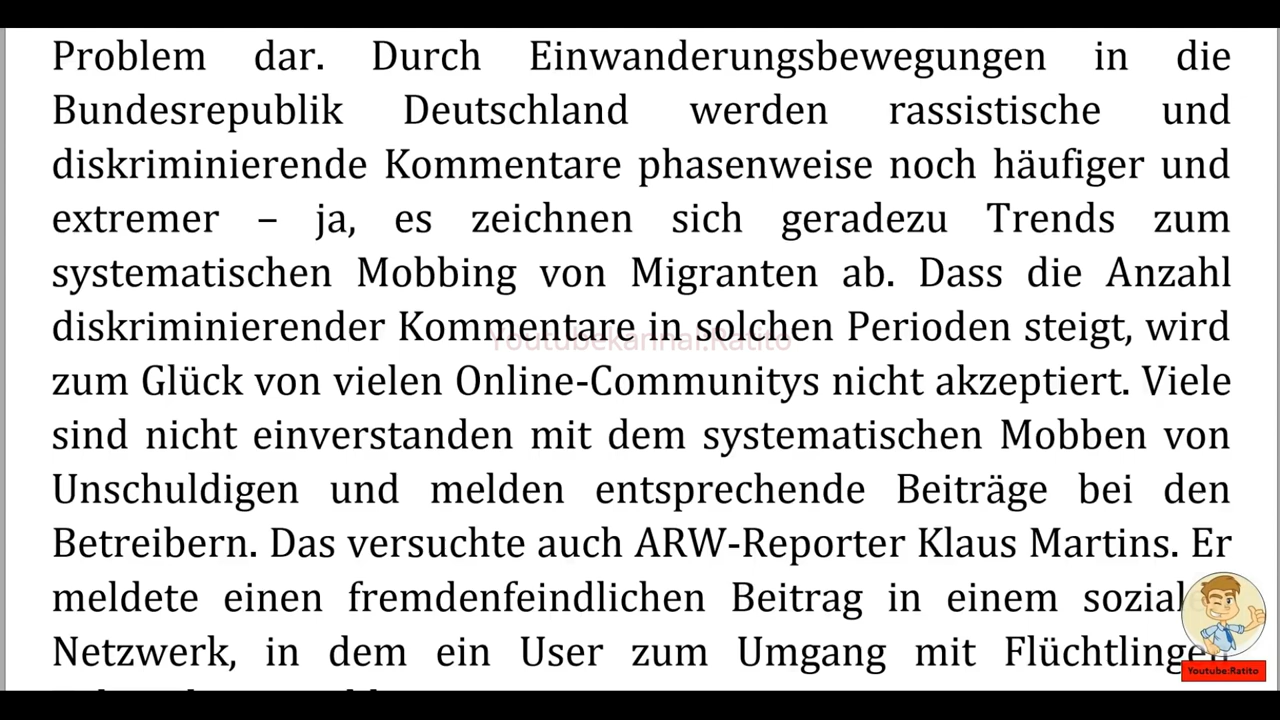 Problem dar. Durch Einwanderungsbewegungen in die
Bundesrepublik Deutschland werden rassistische und
diskriminierende Kommentare phasenweise noch häufiger und
extremer – ja, es zeichnen sich geradezu Trends zum
systematischen Mobbing von Migranten ab. Dass die Anzahl
diskriminierender Kommentare in solchen Perioden steigt, wird
Youtubekannal:Ratito
zum Glück von vielen Online-Communitys nicht akzeptiert. Viele
sind nicht einverstanden mit dem systematischen Mobben von
Unschuldigen und melden entsprechende Beiträge bei den
Betreibern. Das versuchte auch ARW-Reporter Klaus Martins. Er
meldete einen fremdenfeindlichen Beitrag in einem
Netzwerk, in dem ein User zum Umgang mit Flüchtlingen
Youtube:Ratito